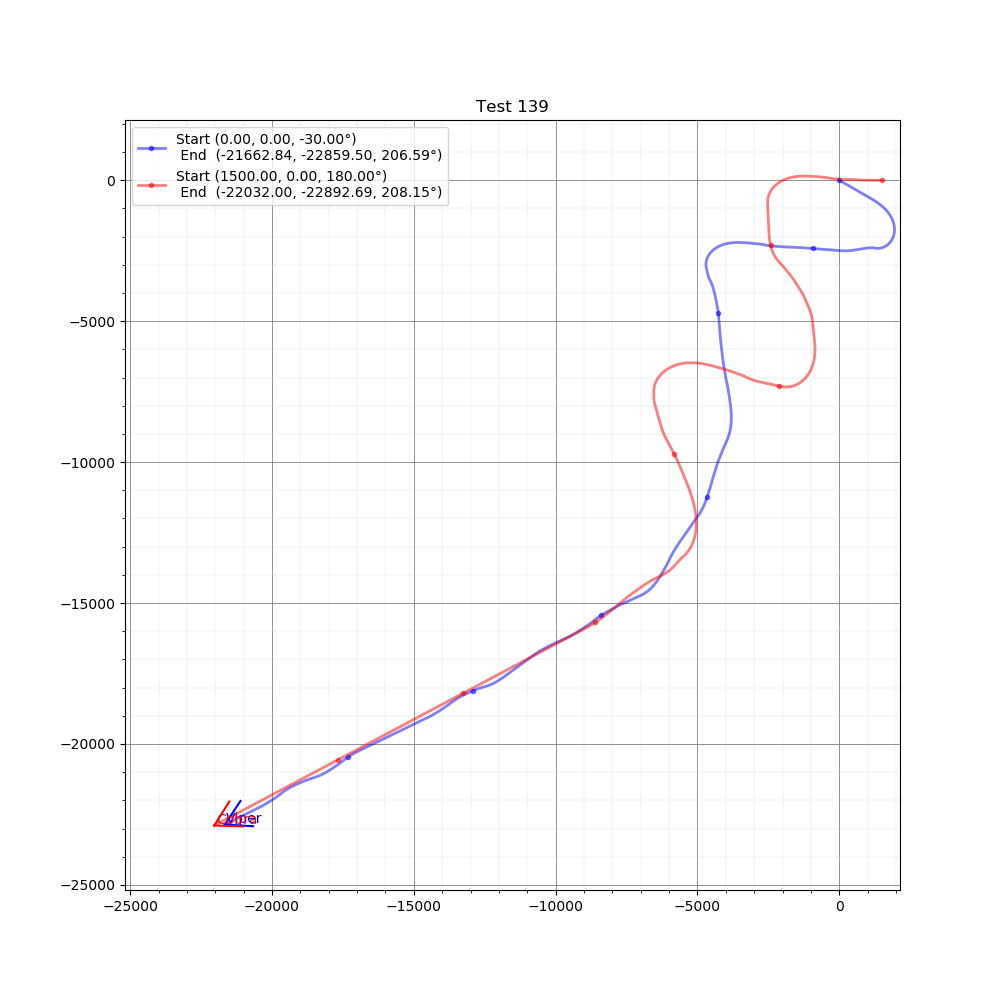 Test 139
Start (0.00, 0.00, -30.00°)
End  (-21662.84, -22859.50, 206.59°)
Start (1500.00, 0.00, 180.00°)
End  (-22032.00, -22892.69, 208.15°)
0
−5000
−10000
−15000
−20000
−25000
Viper
−25000
−20000
−15000
−10000
−5000
0